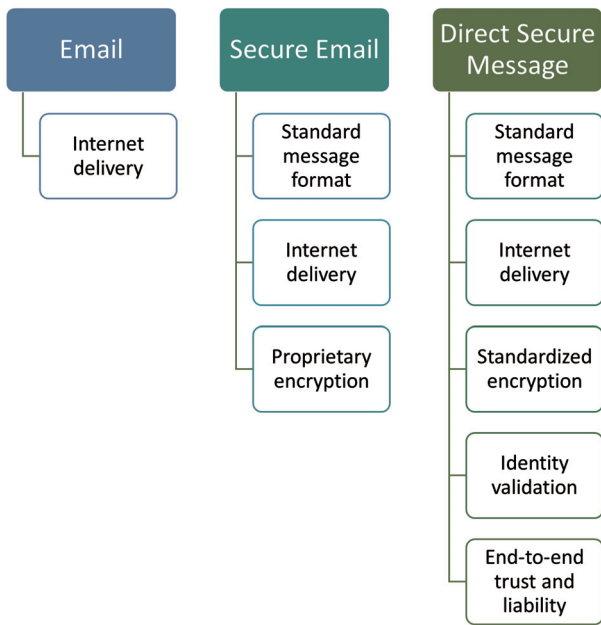 Email
Internet
delivery
Secure Email
Standard
message
format
Internet
delivery
Proprietary
encryption
Direct Secure
Message
Standard
message
format
Internet
delivery
Standardized
encryption
Identity
validation
End-to-end
trust and
liability